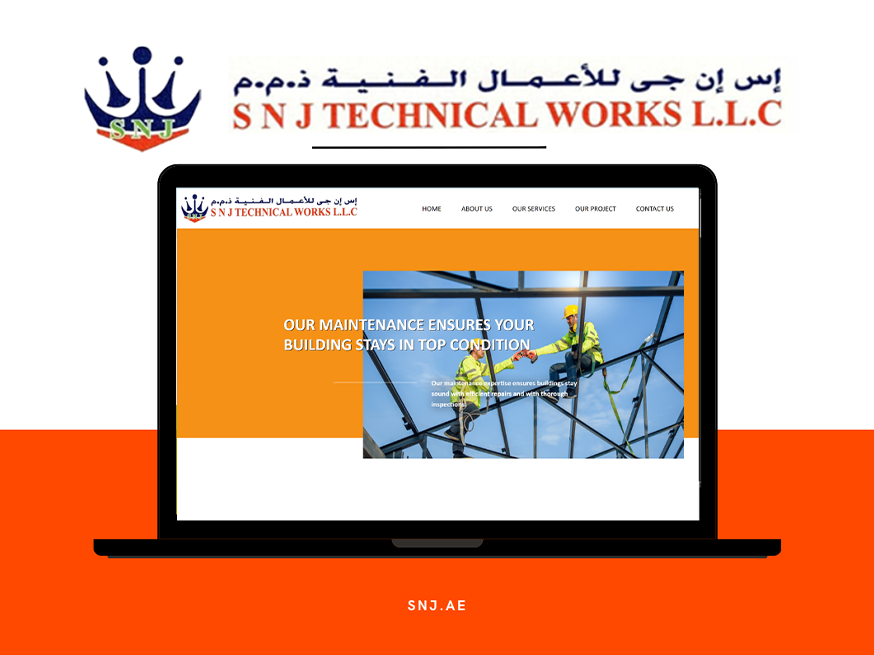 إس إن جى للأعمال الفنية ذ.م.م
S N J TECHNICAL WORKS L.L.C
SNJ
إس إن جى للأعمال الفنية ذ.م.م
S N J TECHNICAL WORKS L.L.C
SNJ
HOME ABOUT US OUR SERVICES OUR PROJECT CONTACT US
OUR MAINTENANCE ENSURES YOUR
BUILDING STAYS IN TOP CONDITION
Our maintenance expertise ensures buildings stay
sound with efficient repairs and with thorough
inspections.
SNJ.AE